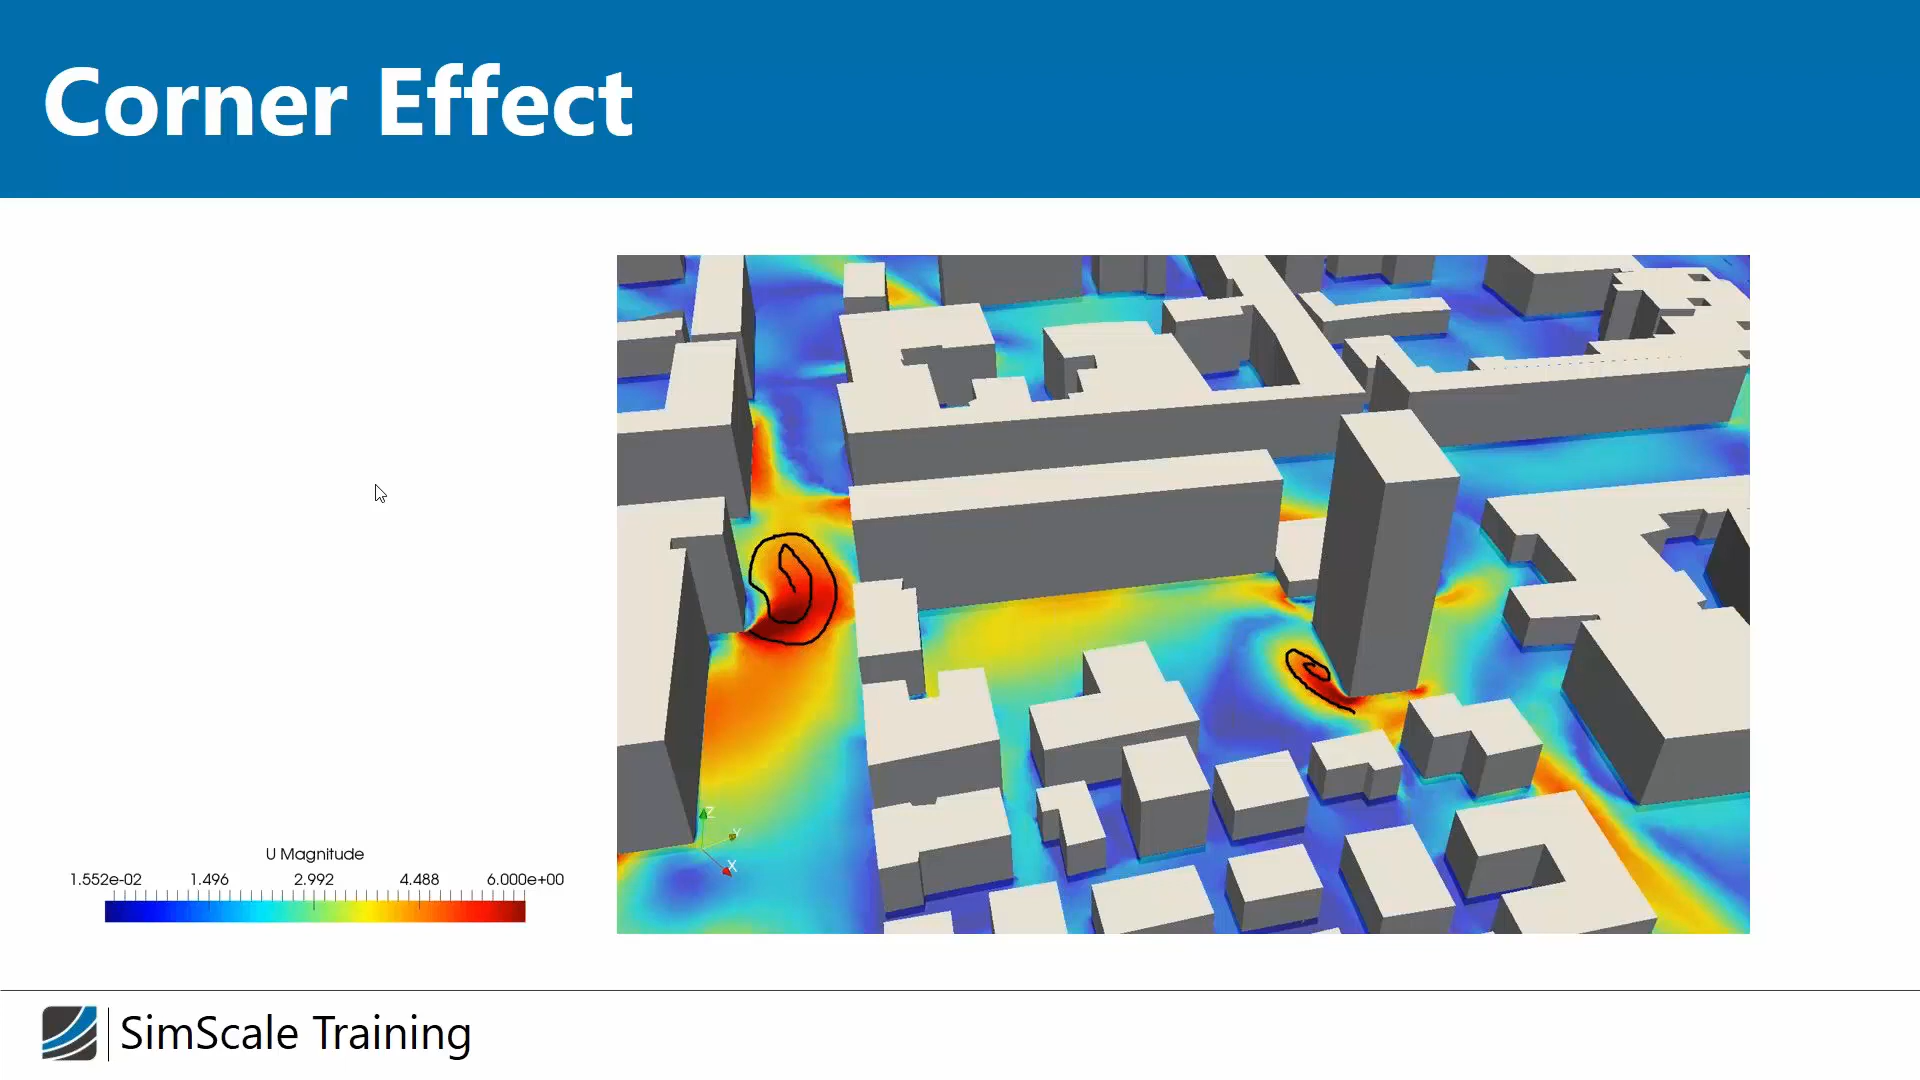 Corner Effect
Z
Y
X
U Magnitude
1.552e-02 1.496 2.992 4.488 6.000e+00
SimScale Training